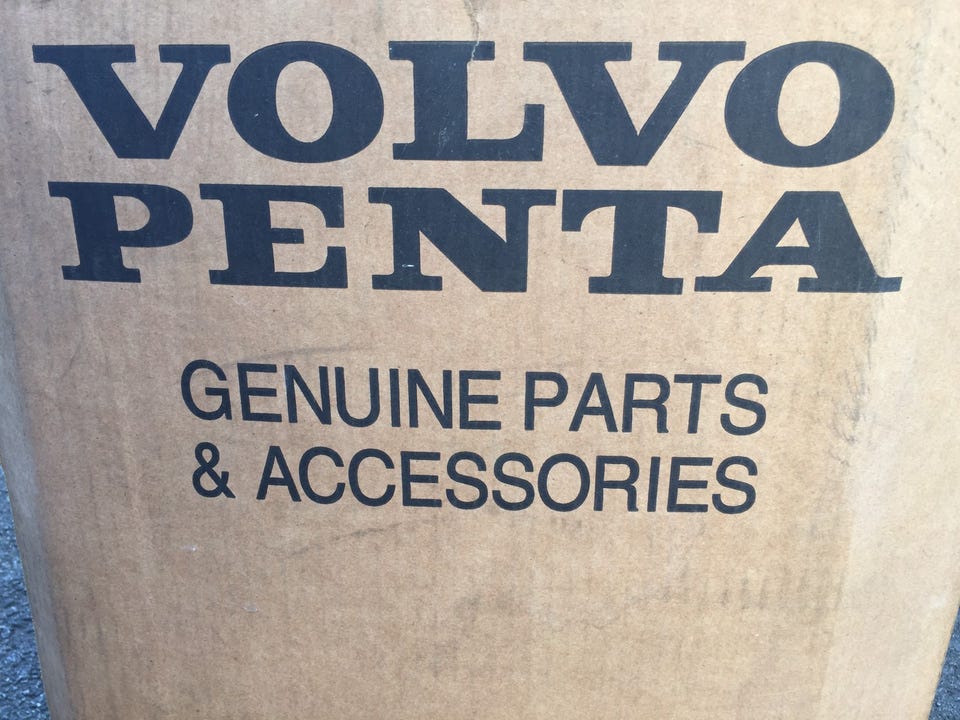 VOLVO
PENTA
GENUINE PARTS
& ACCESSORIES